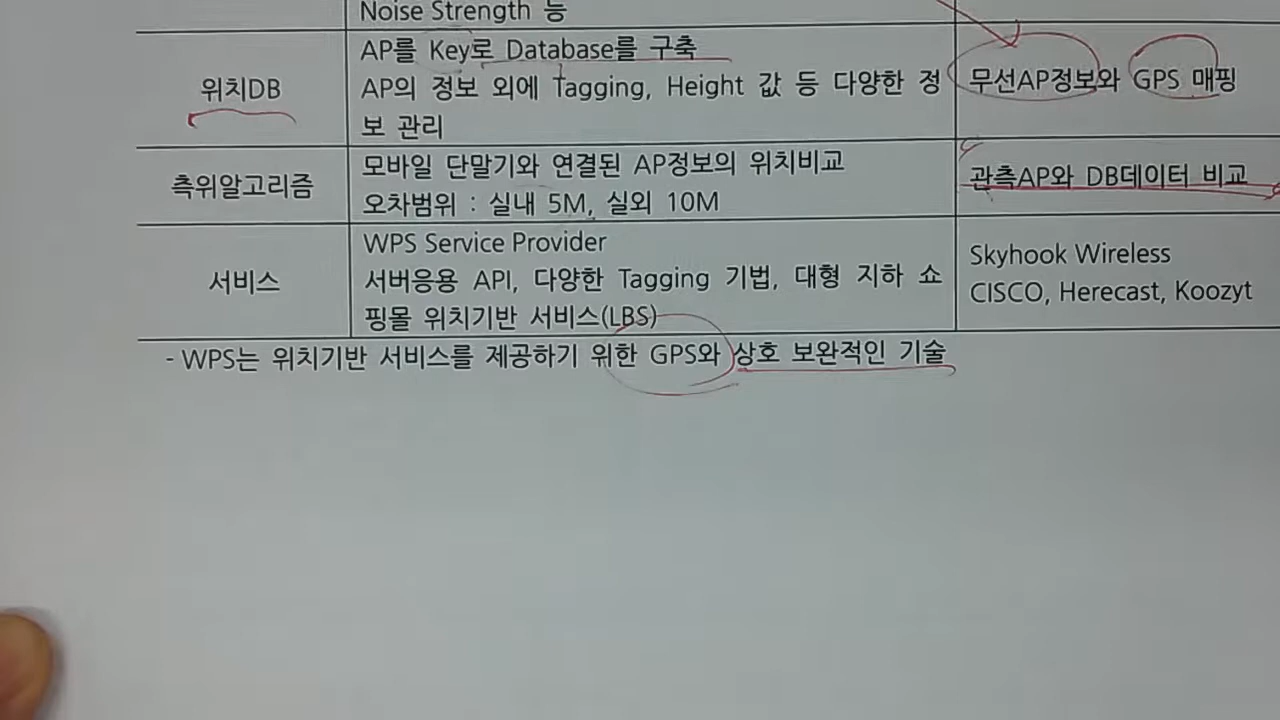 Noise Strength 등
AP를 Key로 Database를 구축
위치DB
AP의 정보 외에 Tagging, Height 값 등 다양한 정
보 관리
무선AP정보와 GPS 매핑
측위알고리즘
모바일 단말기와 연결된 AP정보의 위치비교
오차범위 : 실내 5M, 실외 10M
관측AP와 DB데이터 비교
서비스
WPS Service Provider
서버응용 API, 다양한 Tagging 기법, 대형 지하 쇼
핑몰 위치기반 서비스(LBS)
Skyhook Wireless
CISCO, Herecast, Koozyt
- WPS는 위치기반 서비스를 제공하기 위한 GPS와 상호 보완적인 기술